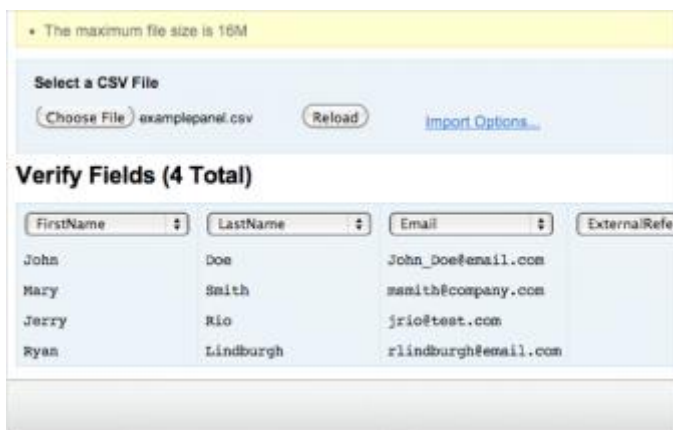 • The maximum file size is 16M
Select a CSV File
Choose File examplepanel.csv Reload Import Options...
Verify Fields (4 Total)
FirstName LastName Email ExternalRefe
John Doe John_Doe@email.com
Mary Smith msmith@company.com
Jerry Rio jrio@test.com
Ryan Lindburgh rlindburgh@email.com